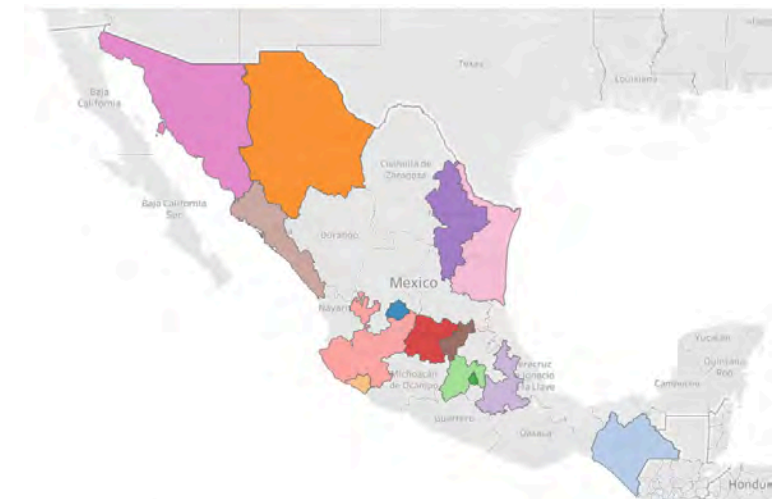 Texas
Louisiana
Baja
California
Coahuila de
Zaragoza
Baja California
Sur
Durango
Mexico
Nayarit
Yucatán
Quintana
Roo
Veracruz
Ignacio
la Llave
Michoacán
de Ocampo
Campeche
Guerrero
Oaxaca
Hondu